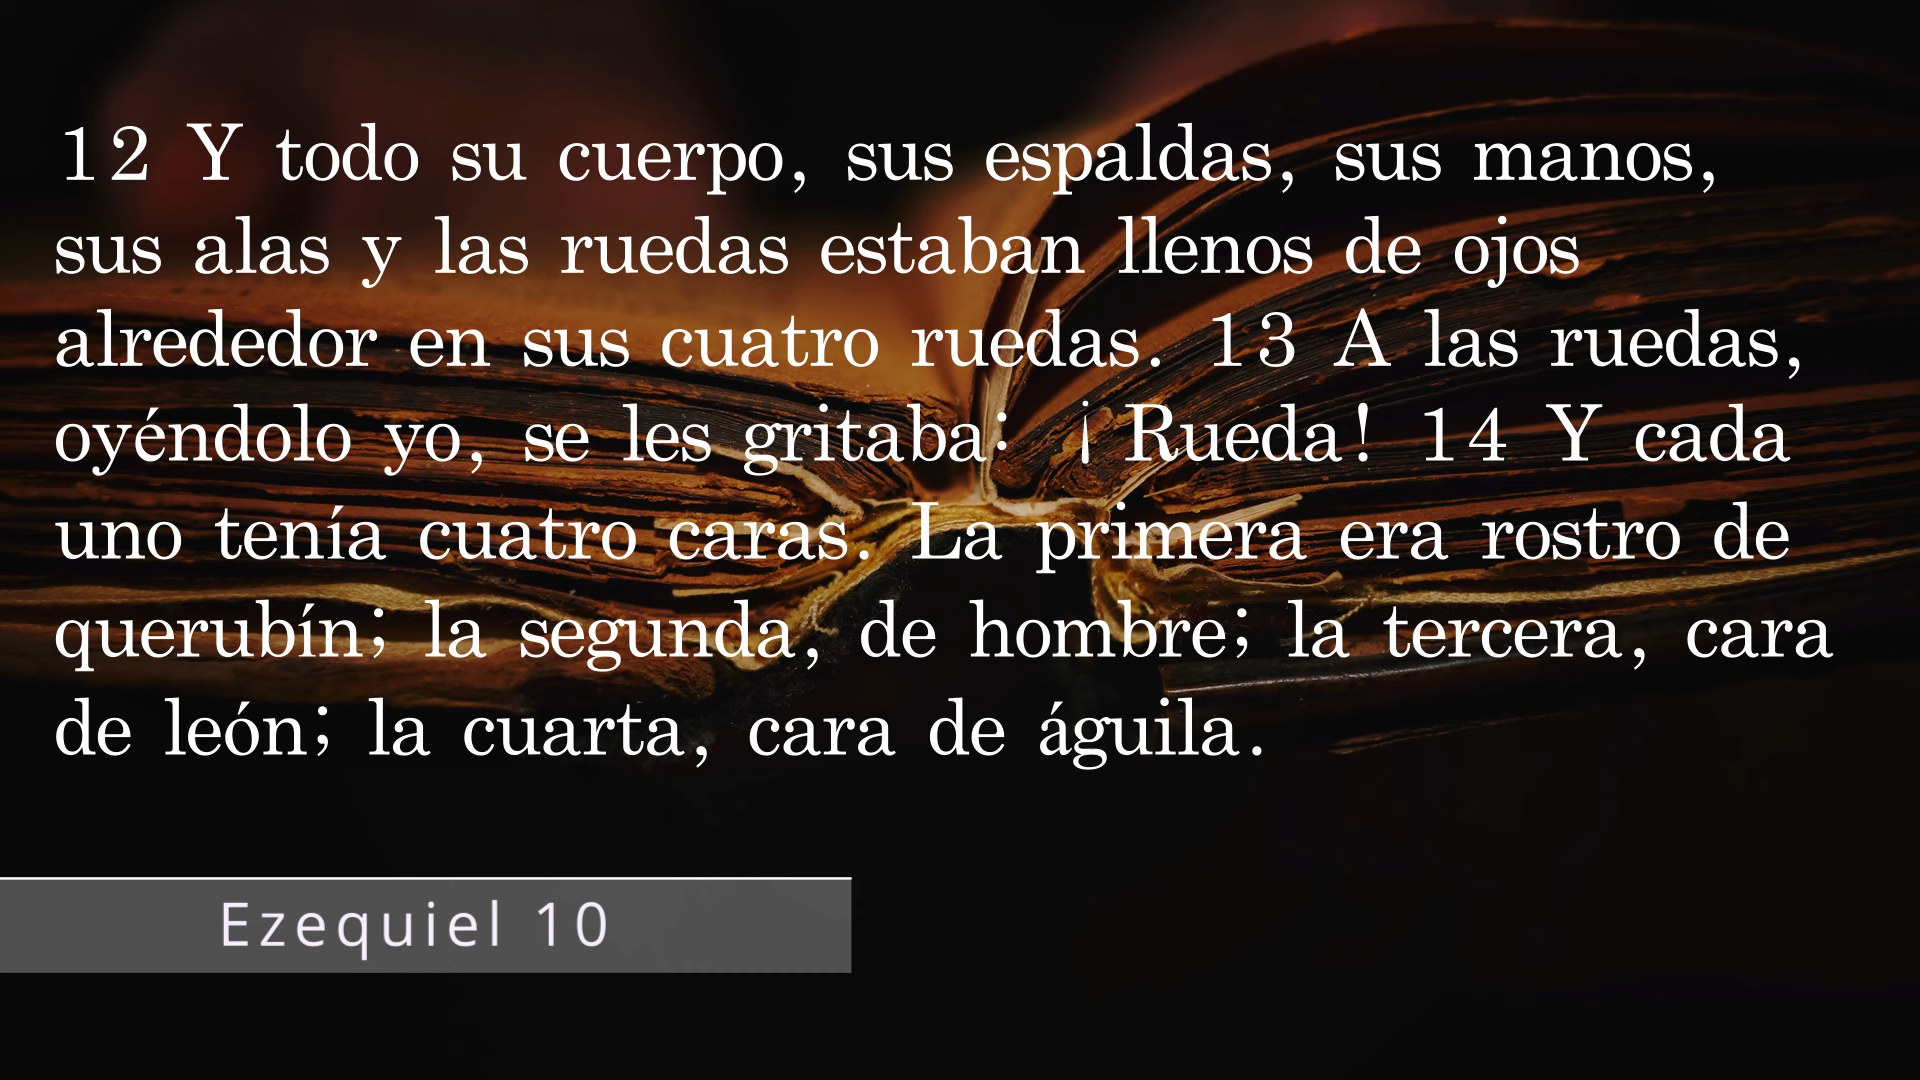 12 Y todo su cuerpo, sus espaldas, sus manos,
sus alas y las ruedas estaban llenos de ojos
alrededor en sus cuatro ruedas. 13 A las ruedas,
oyéndolo yo, se les gritaba: ¡Rueda! 14 Y cada
uno tenía cuatro caras. La primera era rostro de
querubín; la segunda, de hombre; la tercera, cara
de león; la cuarta, cara de águila.
Ezequiel 10